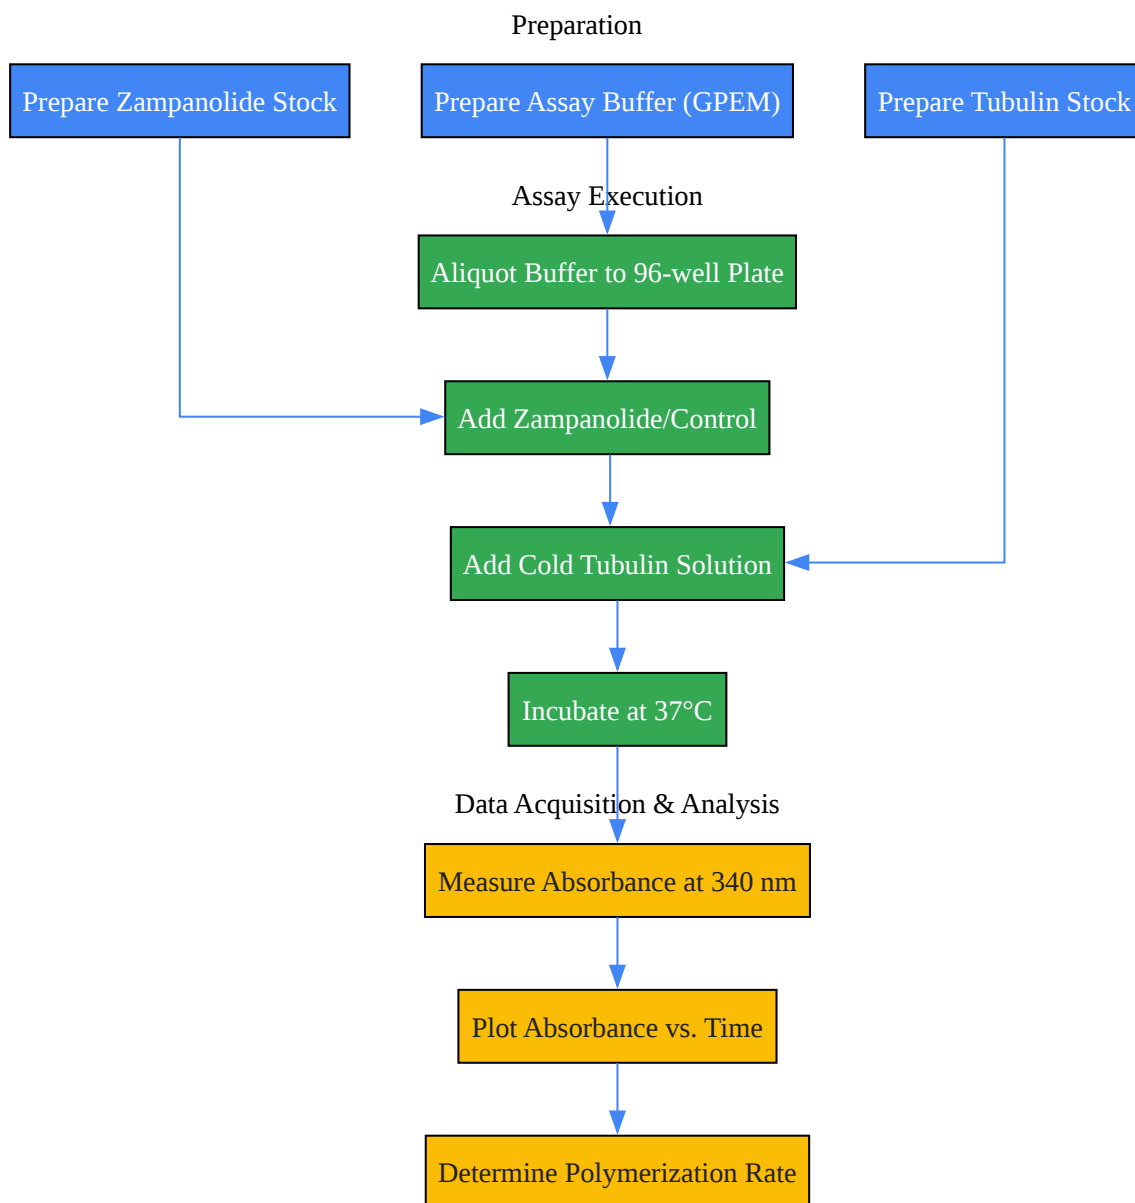 Preparation
Prepare Zampanolide Stock
Prepare Assay Buffer (GPEM)
Prepare Tubulin Stock
Assay Execution
Aliquot Buffer to 96-well Plate
Add Zampanolide/Control
Add Cold Tubulin Solution
Incubate at 37°C
Data Acquisition & Analysis
Measure Absorbance at 340 nm
Plot Absorbance vs. Time
Determine Polymerization Rate